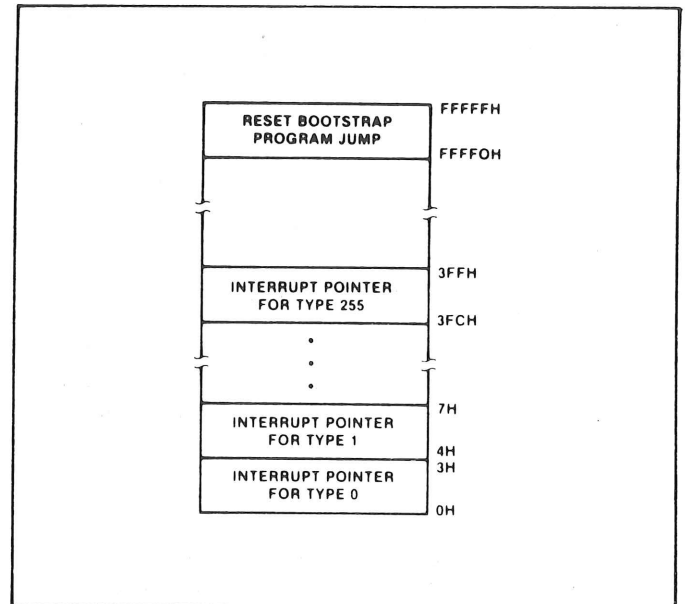 RESET BOOTSTRAP
PROGRAM JUMP
FFFFFH
FFFF0H
INTERRUPT POINTER
FOR TYPE 255
3FFH
3FCH
INTERRUPT POINTER
FOR TYPE 1
7H
4H
INTERRUPT POINTER
FOR TYPE 0
3H
0H